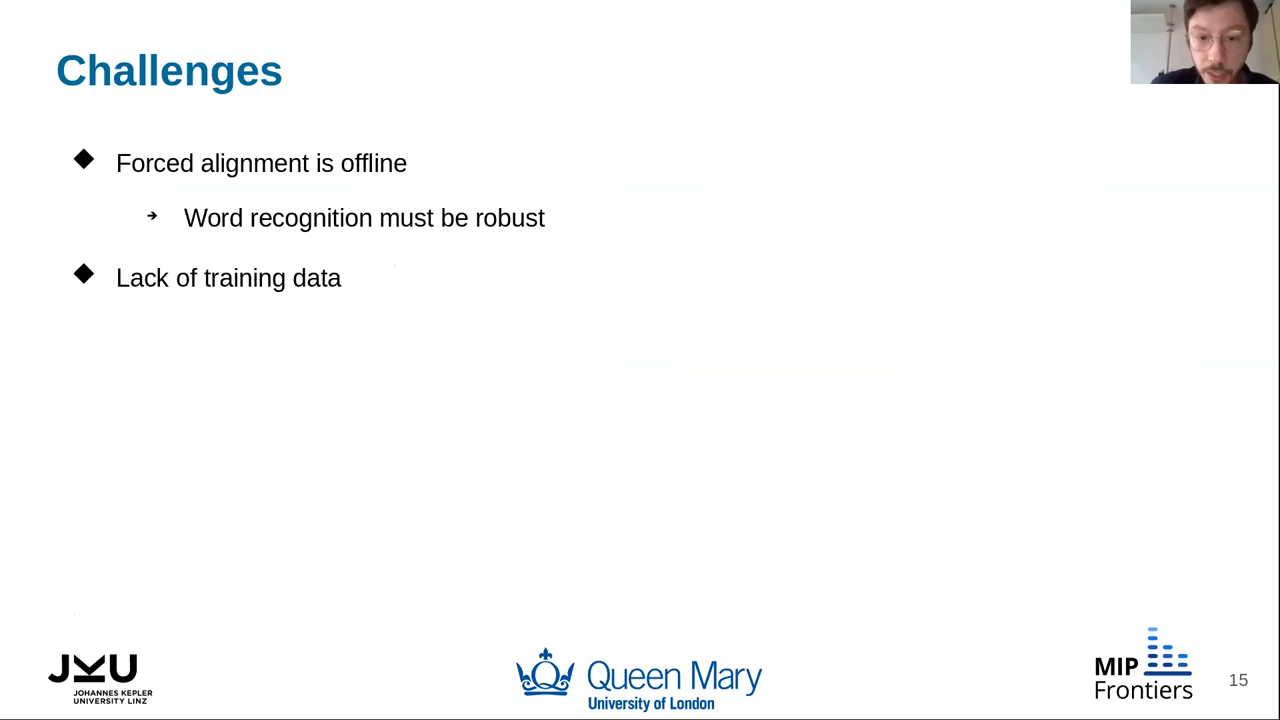 Challenges
Forced alignment is offline
Word recognition must be robust
Lack of training data
JKU
JOHANNES KEPLER
UNIVERSITY LINZ
Queen Mary
University of London
MIP
Frontiers
15